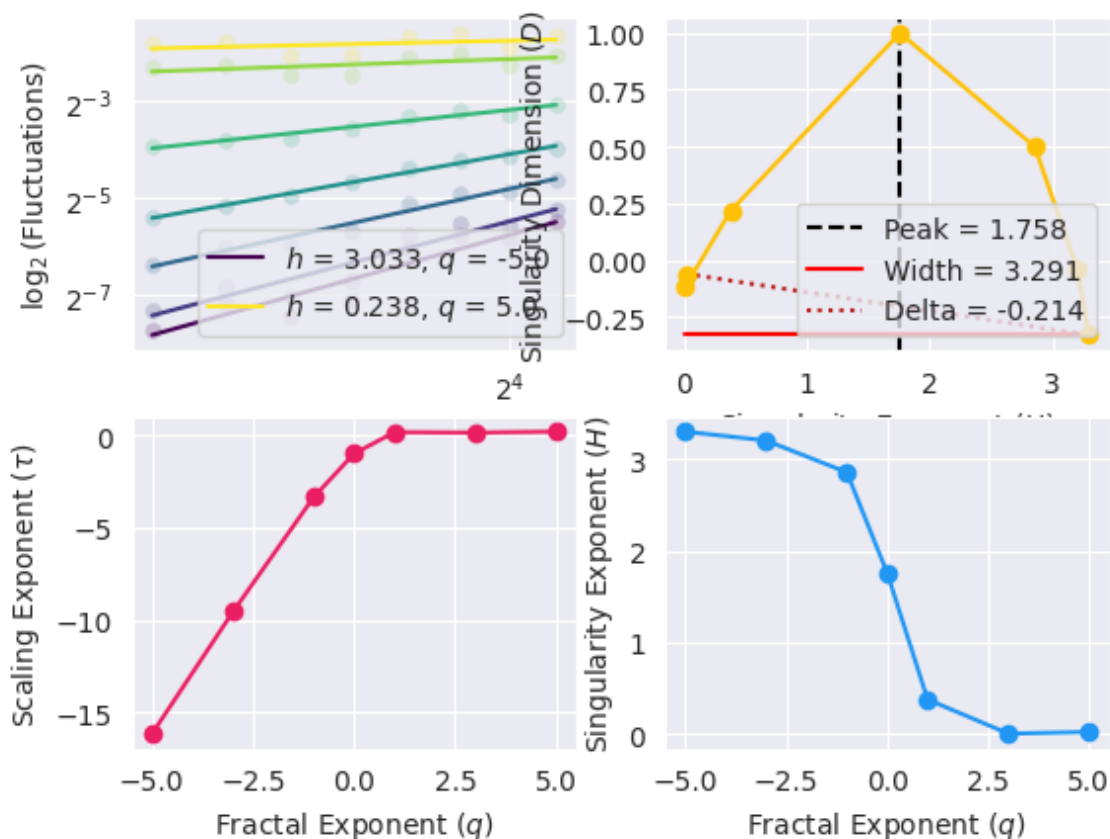 log₂ (Fluctuations)
2⁻³
2⁻⁵
2⁻⁷
2⁴
h = 3.033, q = -5.0
h = 0.238, q = 5.0
Singularity Dimension (D)
1.00
0.75
0.50
0.25
0.00
−0.25
0 1 2 3
Peak = 1.758
Width = 3.291
Delta = -0.214
Scaling Exponent (τ)
0
−5
−10
−15
−5.0 −2.5 0.0 2.5 5.0
Fractal Exponent (q)
Singularity Exponent (H)
3
2
1
0
−5.0 −2.5 0.0 2.5 5.0
Fractal Exponent (q)